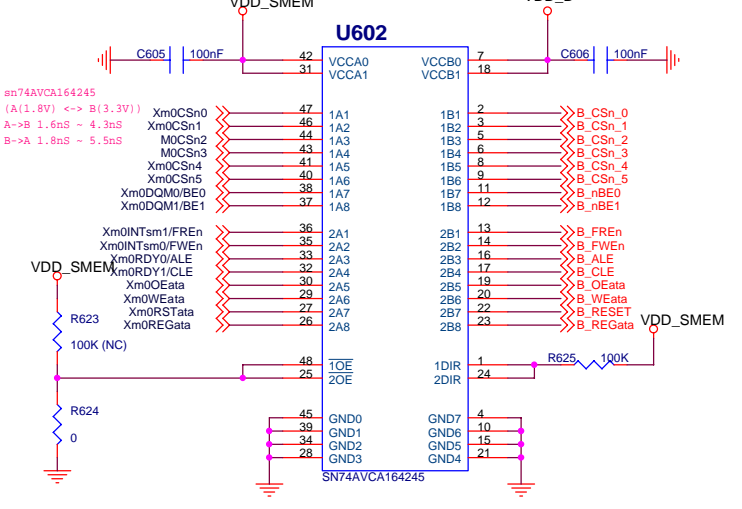 VDD_SMEM
U602
C605 100nF
C606 100nF
42 VCCA0 VCCB0 7
31 VCCA1 VCCB1 18
sn74AVCA164245
(A(1.8V) <-> B(3.3V))
A->B 1.6nS ~ 4.3nS
B->A 1.8nS ~ 5.5nS
Xm0CSn0 47 1A1 1B1 2 B_CSn_0
Xm0CSn1 46 1A2 1B2 3 B_CSn_1
M0CSn2 44 1A3 1B3 5 B_CSn_2
M0CSn3 43 1A4 1B4 6 B_CSn_3
Xm0CSn4 41 1A5 1B5 8 B_CSn_4
Xm0CSn5 40 1A6 1B6 9 B_CSn_5
Xm0DQM0/BE0 38 1A7 1B7 11 B_nBE0
Xm0DQM1/BE1 37 1A8 1B8 12 B_nBE1
Xm0INTsm1/FREn 36 2A1 2B1 13 B_FREn
Xm0INTsm0/FWEn 35 2A2 2B2 14 B_FWEn
Xm0RDY0/ALE 33 2A3 2B3 16 B_ALE
Xm0RDY1/CLE 32 2A4 2B4 17 B_CLE
Xm0OEata 30 2A5 2B5 19 B_OEata
Xm0WEata 29 2A6 2B6 20 B_WEata
Xm0RSTata 27 2A7 2B7 22 B_RESET
Xm0REGata 26 2A8 2B8 23 B_REGata
VDD_SMEM
VDD_SMEM
R623
100K (NC)
48 1OE 1DIR 1
25 2OE 2DIR 24
R625 100K
R624
0
45 GND0 GND7 4
39 GND1 GND6 10
34 GND2 GND5 15
28 GND3 GND4 21
SN74AVCA164245